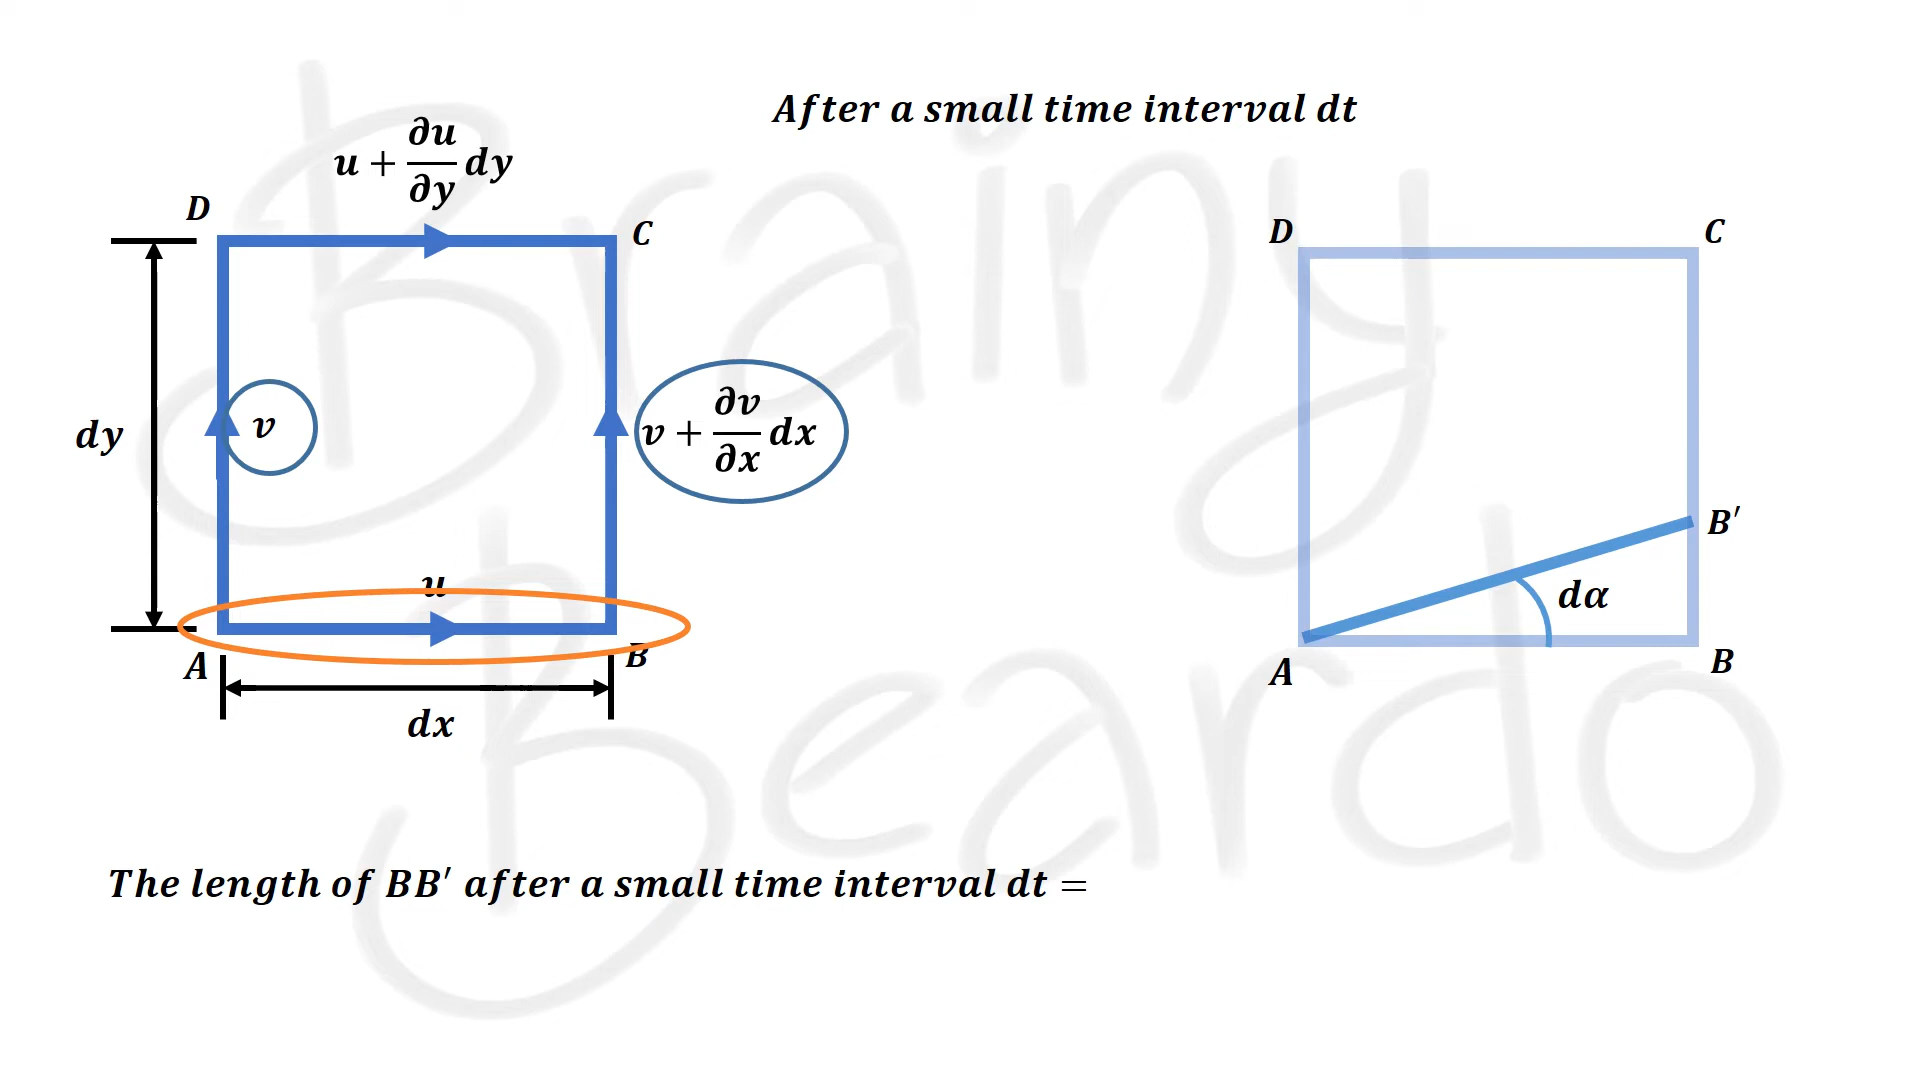 After a small time interval dt
u + ∂u/∂y dy
D
C
D
C
dy
v
v + ∂v/∂x dx
B′
u
dα
A
B
A
B
dx
The length of BB′ after a small time interval dt =
Brainy
Beardo